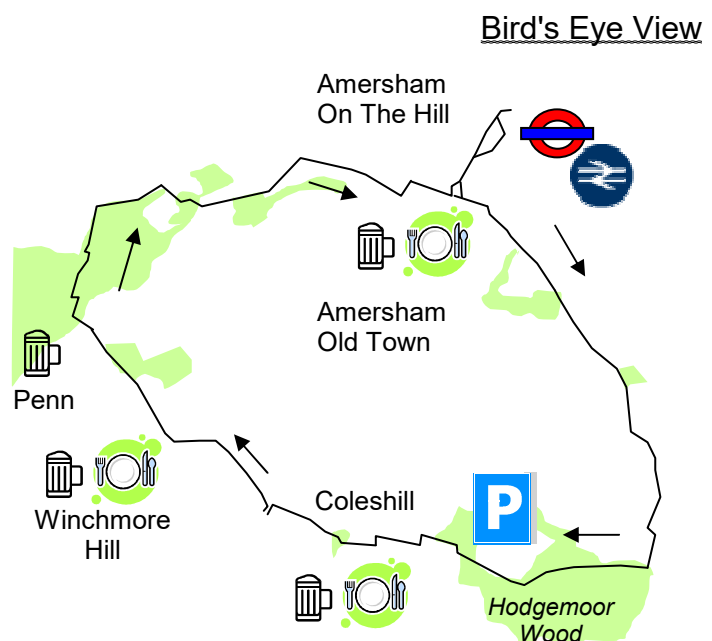 Bird's Eye View
Amersham
On The Hill
Amersham
Old Town
Penn
Winchmore
Hill
Coleshill
P
Hodgemoor
Wood